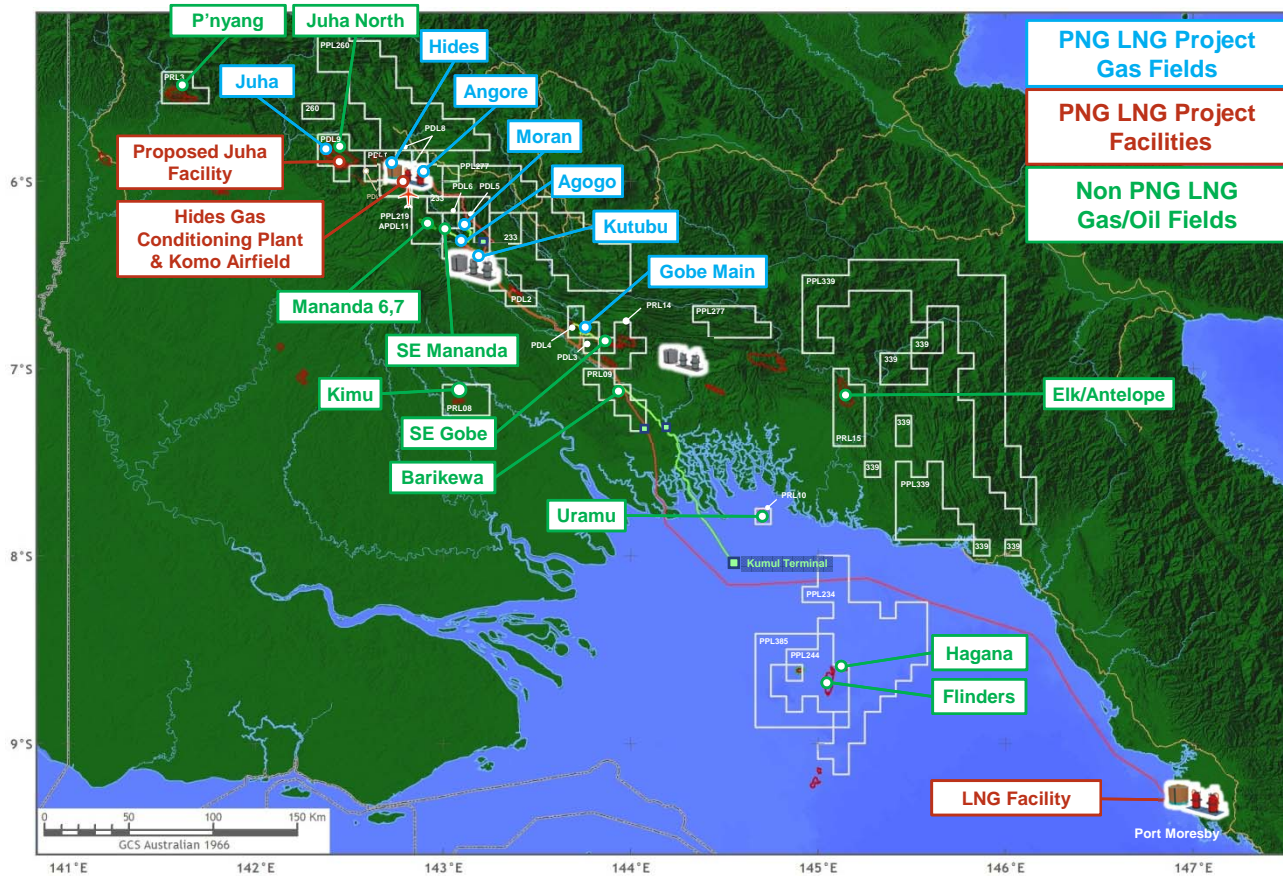 P'nyang
Juha North
Hides
PNG LNG Project
Gas Fields
PPL260
PRL3
Juha
Angore
260
PNG LNG Project
Facilities
Moran
PDL9
PDL8
Proposed Juha
Facility
PDL1
PPL277
Agogo
6°S
PDL6
PDL5
233
Non PNG LNG
Gas/Oil Fields
Hides Gas
Conditioning Plant
& Komo Airfield
PPL219
APDL11
Kutubu
233
Gobe Main
PPL339
Mananda 6,7
PDL2
PRL14
PPL277
SE Mananda
PDL4
PDL3
339
339
7°S
Kimu
PRL09
PRL08
Elk/Antelope
SE Gobe
PRL15
339
Barikewa
339
PPL339
PRL10
Uramu
8°S
339
339
Kumul Terminal
PPL234
PPL385
PPL244
Hagana
Flinders
9°S
LNG Facility
0
50
100
150 Km
GCS Australian 1966
Port Moresby
141°E
142°E
143°E
144°E
145°E
146°E
147°E